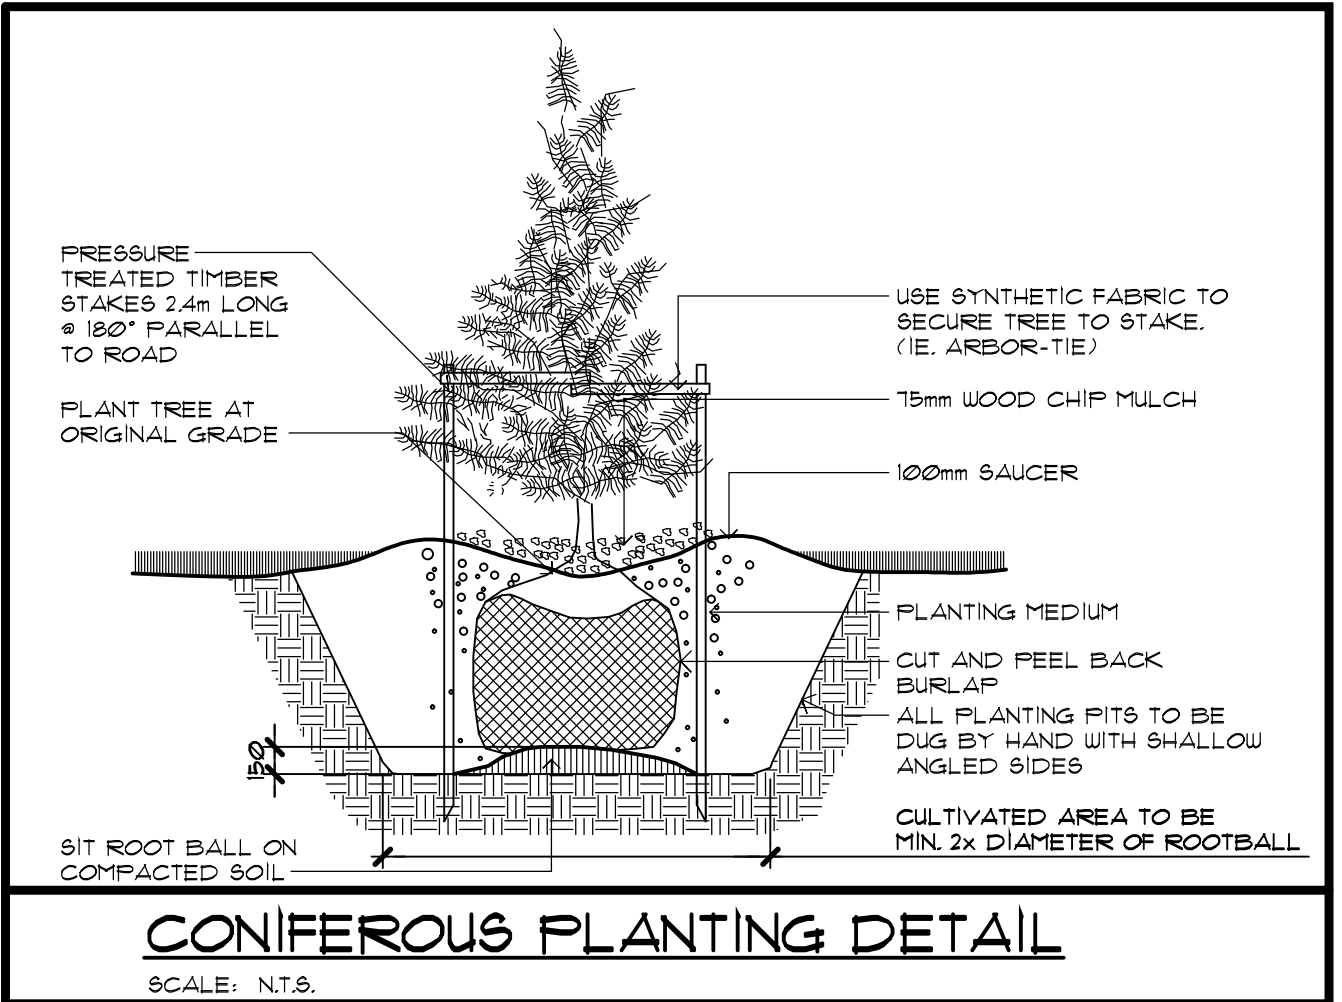 PRESSURE
TREATED TIMBER
STAKES 2.4m LONG
@ 180° PARALLEL
TO ROAD
PLANT TREE AT
ORIGINAL GRADE
USE SYNTHETIC FABRIC TO
SECURE TREE TO STAKE.
(IE. ARBOR-TIE)
75mm WOOD CHIP MULCH
100mm SAUCER
PLANTING MEDIUM
CUT AND PEEL BACK
BURLAP
ALL PLANTING PITS TO BE
DUG BY HAND WITH SHALLOW
ANGLED SIDES
150
CULTIVATED AREA TO BE
MIN. 2x DIAMETER OF ROOTBALL
SIT ROOT BALL ON
COMPACTED SOIL
CONIFEROUS PLANTING DETAIL
SCALE: N.T.S.